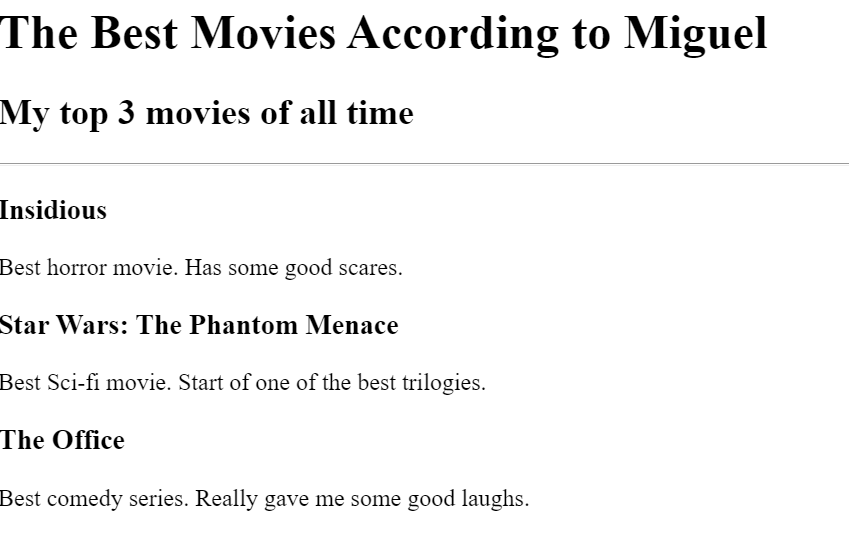 The Best Movies According to Miguel
My top 3 movies of all time
Insidious
Best horror movie. Has some good scares.
Star Wars: The Phantom Menace
Best Sci-fi movie. Start of one of the best trilogies.
The Office
Best comedy series. Really gave me some good laughs.